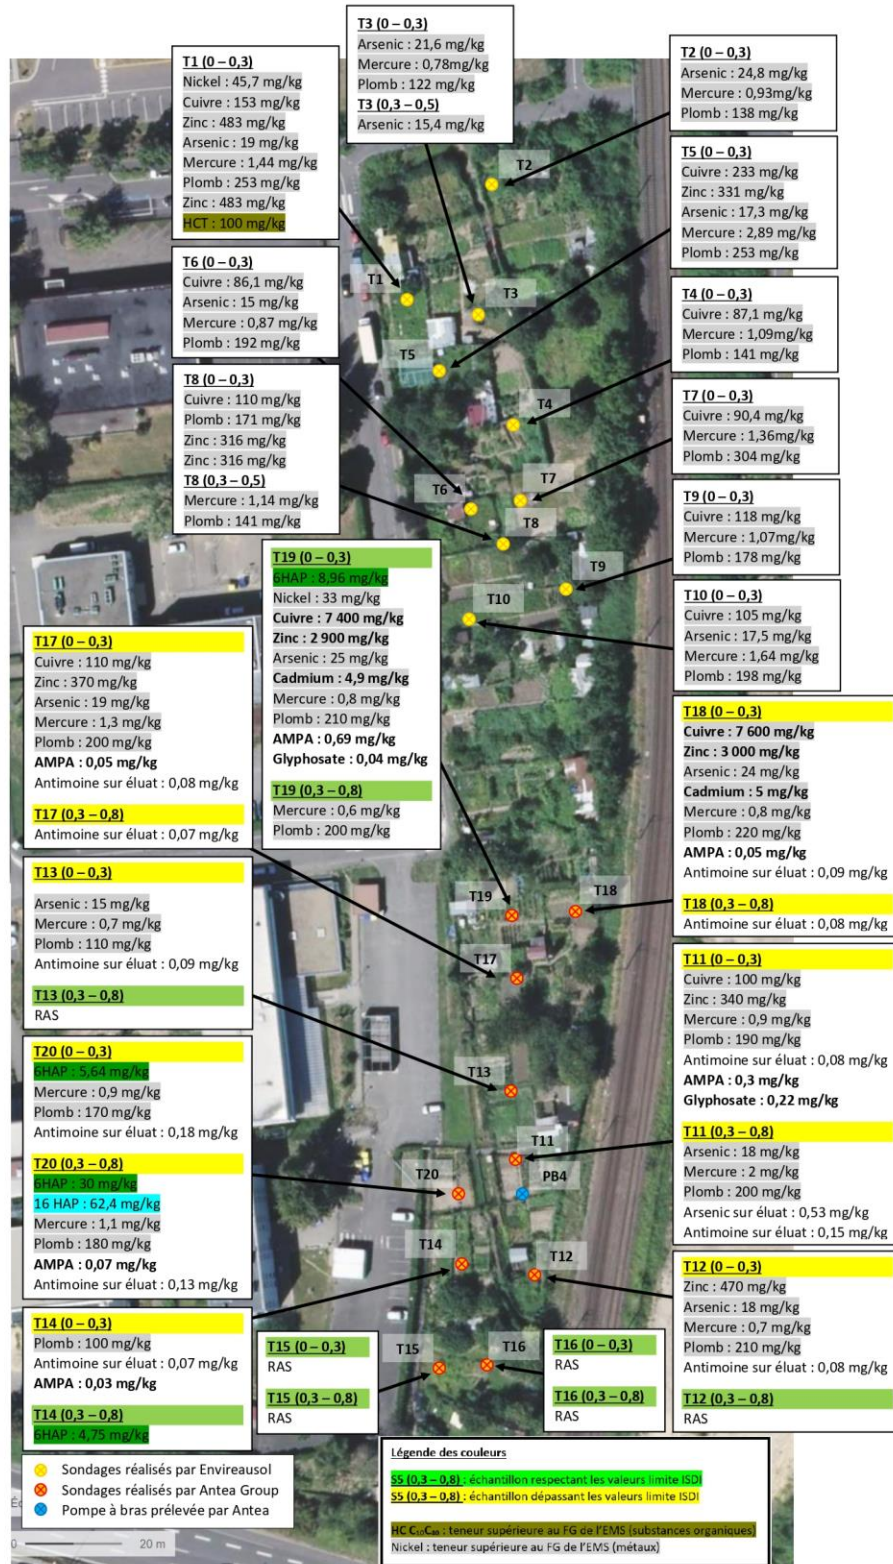 T3 (0 – 0,3)
Arsenic : 21,6 mg/kg
Mercure : 0,78mg/kg
Plomb : 122 mg/kg
T3 (0,3 – 0,5)
Arsenic : 15,4 mg/kg
T1 (0 – 0,3)
Nickel : 45,7 mg/kg
Cuivre : 153 mg/kg
Zinc : 483 mg/kg
Arsenic : 19 mg/kg
Mercure : 1,44 mg/kg
Plomb : 253 mg/kg
Zinc : 483 mg/kg
HCT : 100 mg/kg
T2 (0 – 0,3)
Arsenic : 24,8 mg/kg
Mercure : 0,93mg/kg
Plomb : 138 mg/kg
T5 (0 – 0,3)
Cuivre : 233 mg/kg
Zinc : 331 mg/kg
Arsenic : 17,3 mg/kg
Mercure : 2,89 mg/kg
Plomb : 253 mg/kg
T6 (0 – 0,3)
Cuivre : 86,1 mg/kg
Arsenic : 15 mg/kg
Mercure : 0,87 mg/kg
Plomb : 192 mg/kg
T4 (0 – 0,3)
Cuivre : 87,1 mg/kg
Mercure : 1,09mg/kg
Plomb : 141 mg/kg
T8 (0 – 0,3)
Cuivre : 110 mg/kg
Plomb : 171 mg/kg
Zinc : 316 mg/kg
Zinc : 316 mg/kg
T8 (0,3 – 0,5)
Mercure : 1,14 mg/kg
Plomb : 141 mg/kg
T7 (0 – 0,3)
Cuivre : 90,4 mg/kg
Mercure : 1,36mg/kg
Plomb : 304 mg/kg
T9 (0 – 0,3)
Cuivre : 118 mg/kg
Mercure : 1,07mg/kg
Plomb : 178 mg/kg
T10 (0 – 0,3)
Cuivre : 105 mg/kg
Arsenic : 17,5 mg/kg
Mercure : 1,64 mg/kg
Plomb : 198 mg/kg
T19 (0 – 0,3)
6HAP : 8,96 mg/kg
Nickel : 33 mg/kg
Cuivre : 7 400 mg/kg
Zinc : 2 900 mg/kg
Arsenic : 25 mg/kg
Cadmium : 4,9 mg/kg
Mercure : 0,8 mg/kg
Plomb : 210 mg/kg
AMPA : 0,69 mg/kg
Glyphosate : 0,04 mg/kg
T19 (0,3 – 0,8)
Mercure : 0,6 mg/kg
Plomb : 200 mg/kg
T17 (0 – 0,3)
Cuivre : 110 mg/kg
Zinc : 370 mg/kg
Arsenic : 19 mg/kg
Mercure : 1,3 mg/kg
Plomb : 200 mg/kg
AMPA : 0,05 mg/kg
Antimoine sur éluat : 0,08 mg/kg
T17 (0,3 – 0,8)
Antimoine sur éluat : 0,07 mg/kg
T18 (0 – 0,3)
Cuivre : 7 600 mg/kg
Zinc : 3 000 mg/kg
Arsenic : 24 mg/kg
Cadmium : 5 mg/kg
Mercure : 0,8 mg/kg
Plomb : 220 mg/kg
AMPA : 0,05 mg/kg
Antimoine sur éluat : 0,09 mg/kg
T18 (0,3 – 0,8)
Antimoine sur éluat : 0,08 mg/kg
T13 (0 – 0,3)
Arsenic : 15 mg/kg
Mercure : 0,7 mg/kg
Plomb : 110 mg/kg
Antimoine sur éluat : 0,09 mg/kg
T13 (0,3 – 0,8)
RAS
T11 (0 – 0,3)
Cuivre : 100 mg/kg
Zinc : 340 mg/kg
Mercure : 0,9 mg/kg
Plomb : 190 mg/kg
Antimoine sur éluat : 0,08 mg/kg
AMPA : 0,3 mg/kg
Glyphosate : 0,22 mg/kg
T11 (0,3 – 0,8)
Arsenic : 18 mg/kg
Mercure : 2 mg/kg
Plomb : 200 mg/kg
Arsenic sur éluat : 0,53 mg/kg
Antimoine sur éluat : 0,15 mg/kg
T20 (0 – 0,3)
6HAP : 5,64 mg/kg
Mercure : 0,9 mg/kg
Plomb : 170 mg/kg
Antimoine sur éluat : 0,18 mg/kg
T20 (0,3 – 0,8)
6HAP : 30 mg/kg
16 HAP : 62,4 mg/kg
Mercure : 1,1 mg/kg
Plomb : 180 mg/kg
AMPA : 0,07 mg/kg
Antimoine sur éluat : 0,13 mg/kg
T12 (0 – 0,3)
Zinc : 470 mg/kg
Arsenic : 18 mg/kg
Mercure : 0,7 mg/kg
Plomb : 210 mg/kg
Antimoine sur éluat : 0,08 mg/kg
T12 (0,3 – 0,8)
RAS
T14 (0 – 0,3)
Plomb : 100 mg/kg
Antimoine sur éluat : 0,07 mg/kg
AMPA : 0,03 mg/kg
T14 (0,3 – 0,8)
6HAP : 4,75 mg/kg
T15 (0 – 0,3)
RAS
T15 (0,3 – 0,8)
RAS
T16 (0 – 0,3)
RAS
T16 (0,3 – 0,8)
RAS
T2
T1
T3
T5
T4
T6
T7
T8
T9
T10
T19
T18
T17
T13
T11
T20
PB4
T14
T12
T15
T16
Sondages réalisés par Envireausol
Sondages réalisés par Antea Group
Pompe à bras prélevée par Antea
0
20 m
Légende des couleurs
S5 (0,3 – 0,8) : échantillon respectant les valeurs limite ISDI
S5 (0,3 – 0,8) : échantillon dépassant les valeurs limite ISDI
HC C₁₀C₄₀ : teneur supérieure au FG de l'EMS (substances organiques)
Nickel : teneur supérieure au FG de l'EMS (métaux)